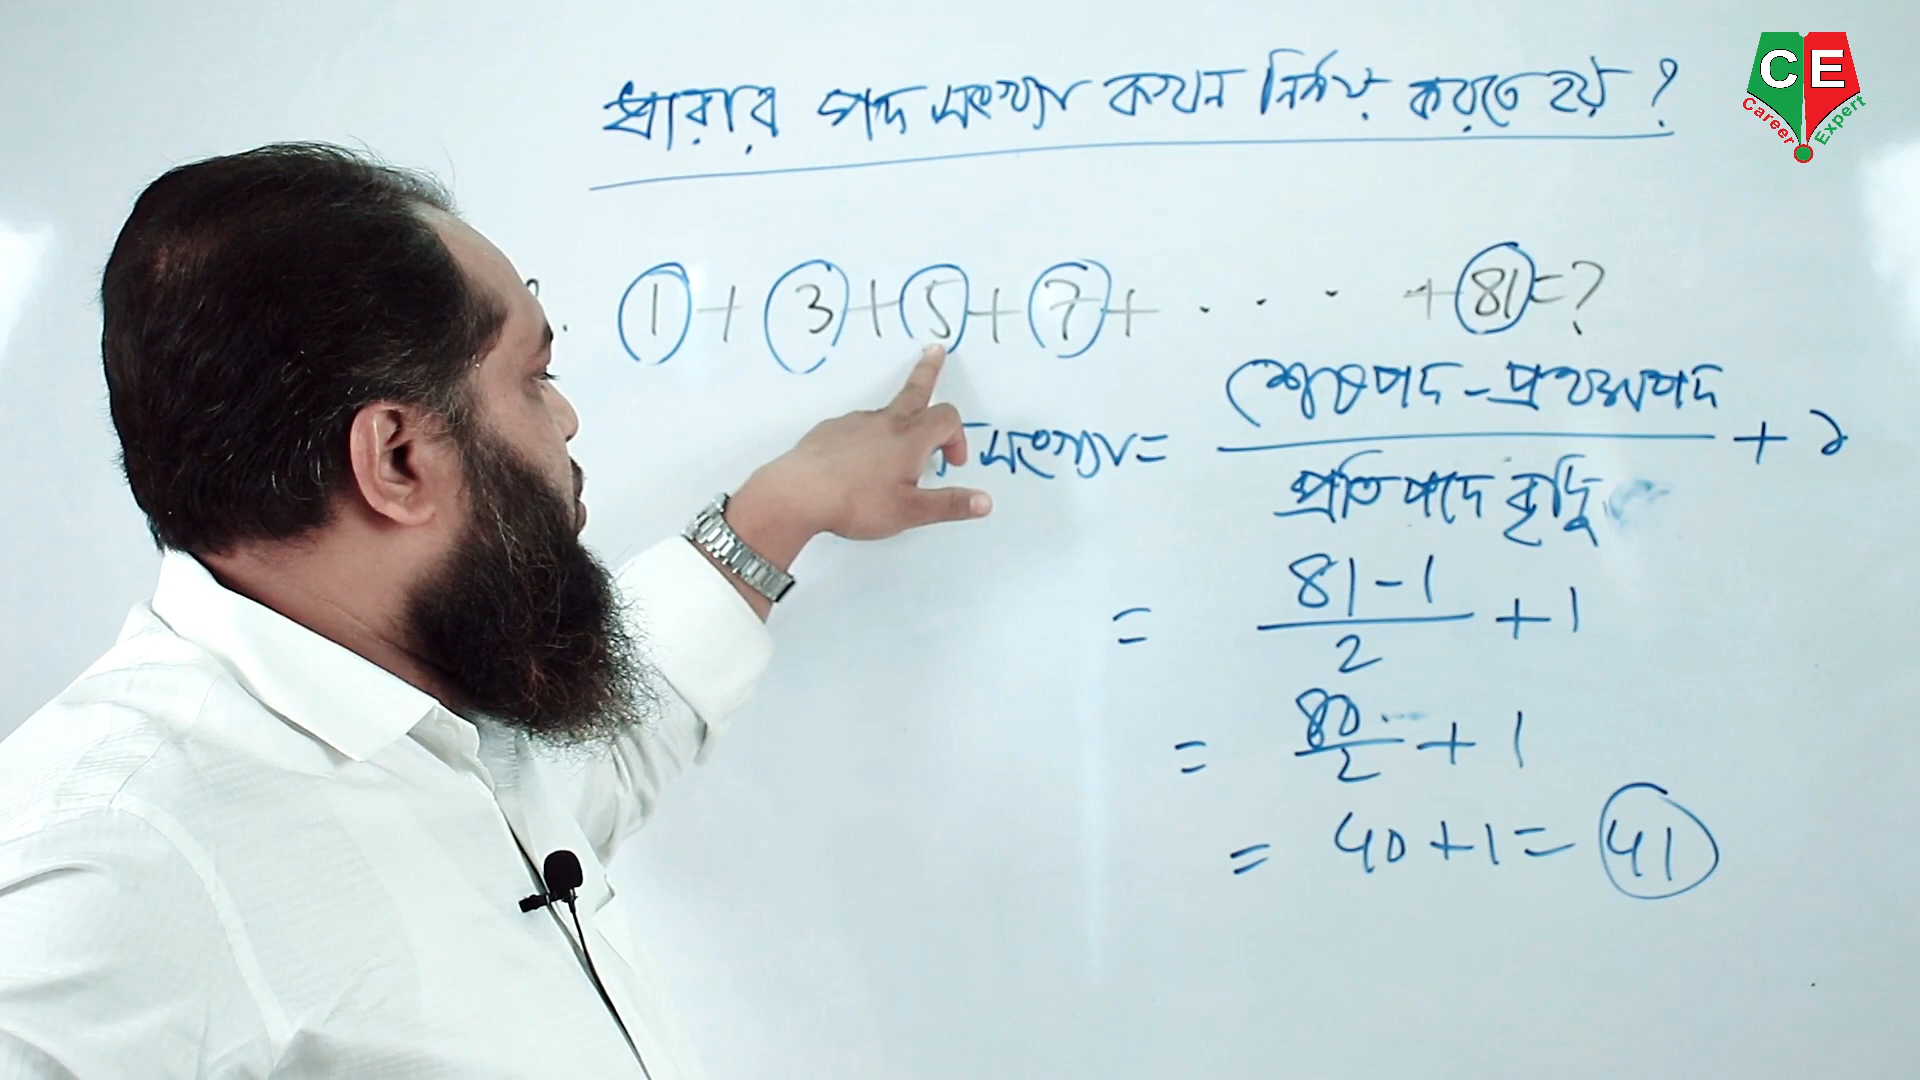 ধারার পদ সংখ্যা কখন নির্ণয় করতে হয় ?
1 + 3 + 5 + 7 + . . . + 81 = ?
সংখ্যা = শেষপদ - প্রথমপদ / প্রতি পদে বৃদ্ধি + ১
= 81 - 1 / 2 + 1
= 80 / 2 + 1
= 40 + 1 = 41
CE
Career Expert